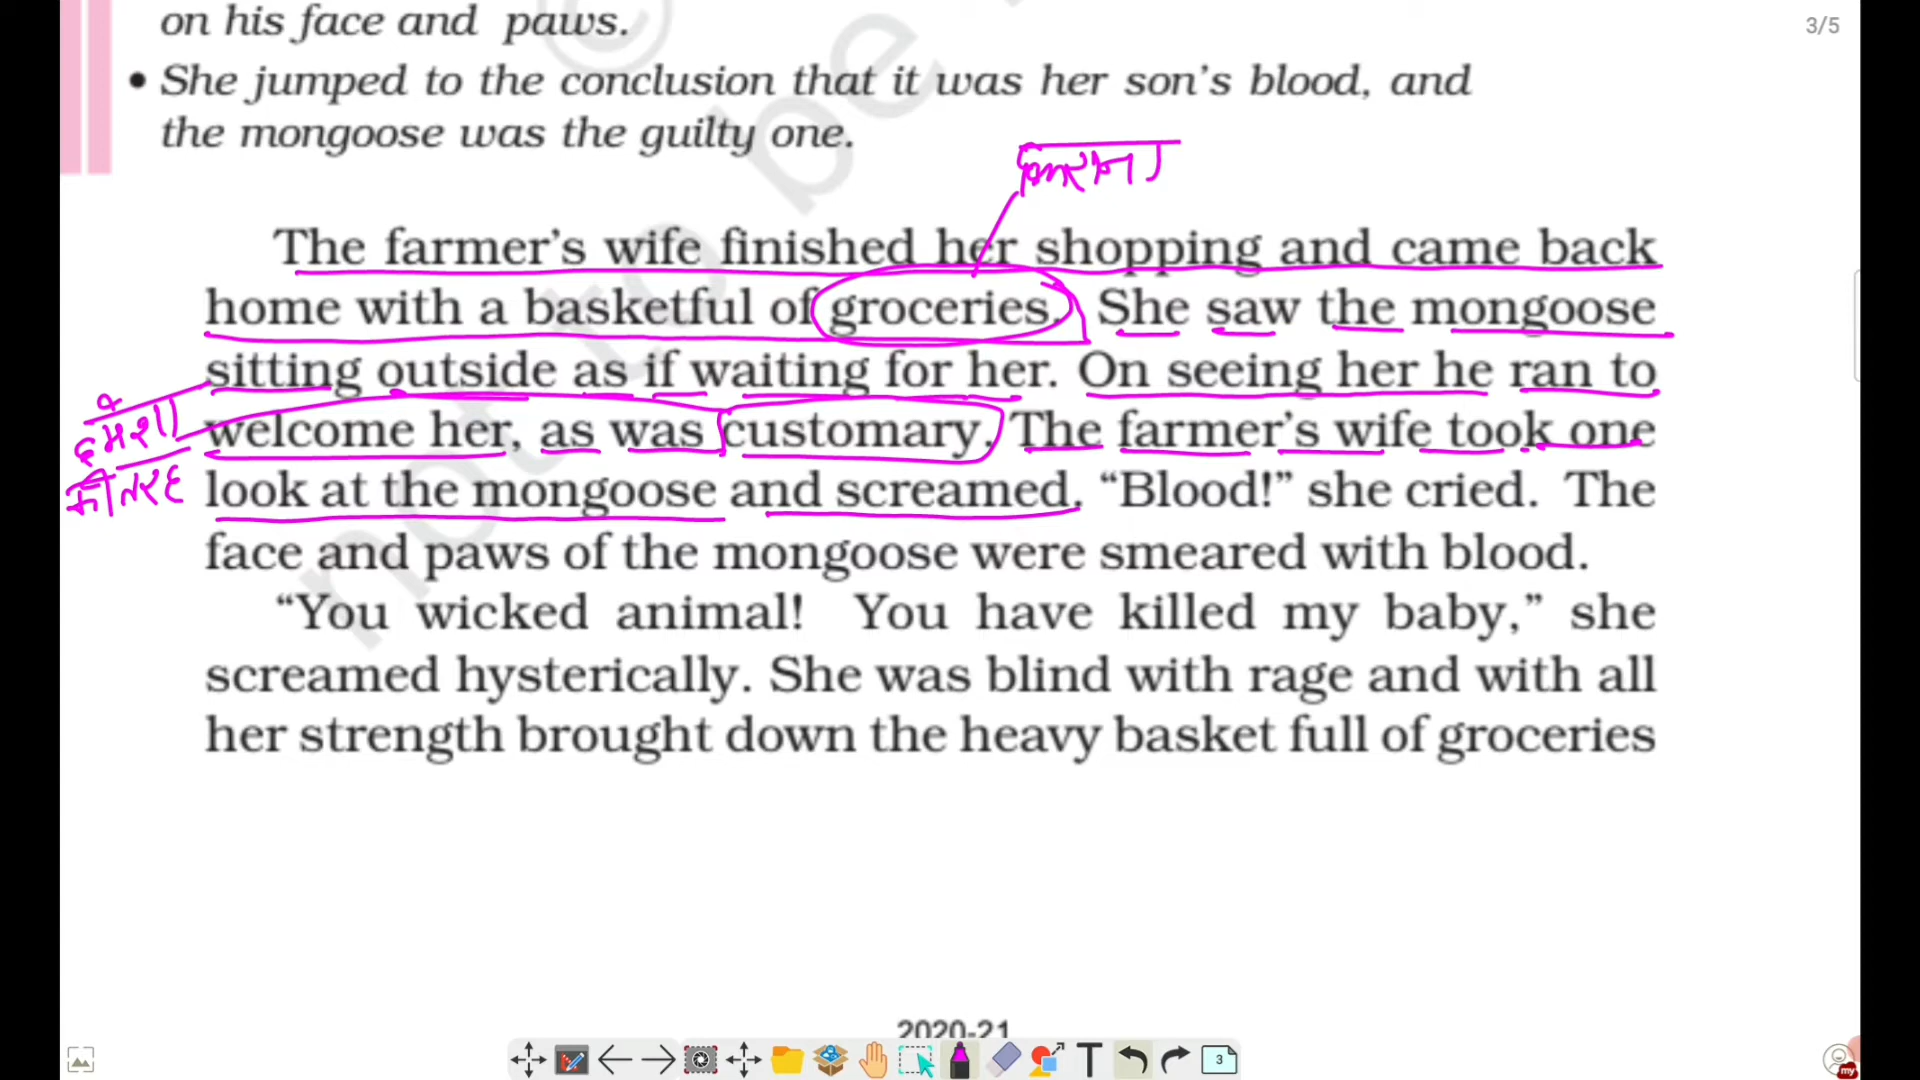 on his face and paws.
3/5
• She jumped to the conclusion that it was her son's blood, and
the mongoose was the guilty one.
The farmer's wife finished her shopping and came back
home with a basketful of groceries. She saw the mongoose
sitting outside as if waiting for her. On seeing her he ran to
welcome her, as was customary. The farmer's wife took one
look at the mongoose and screamed. “Blood!” she cried. The
face and paws of the mongoose were smeared with blood.
“You wicked animal! You have killed my baby,” she
screamed hysterically. She was blind with rage and with all
her strength brought down the heavy basket full of groceries
not to be
2020-21
3
my